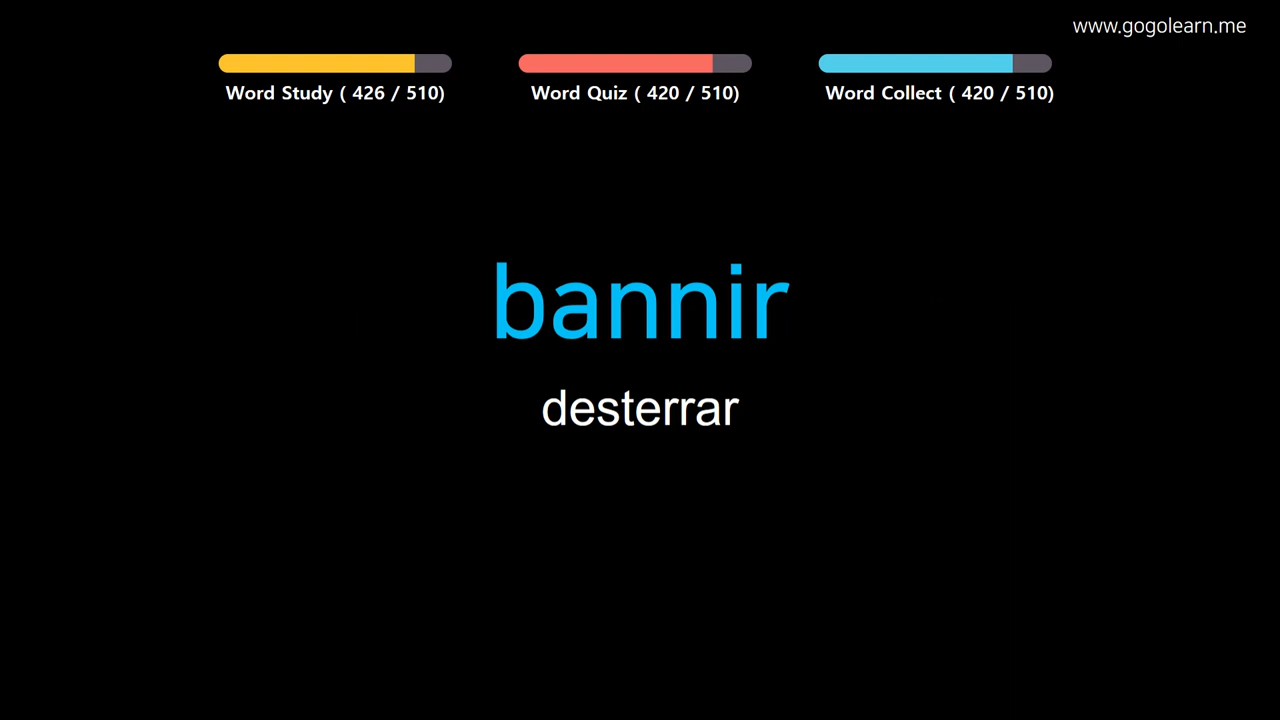 www.gogolearn.me
Word Study ( 426 / 510)
Word Quiz ( 420 / 510)
Word Collect ( 420 / 510)
bannir
desterrar